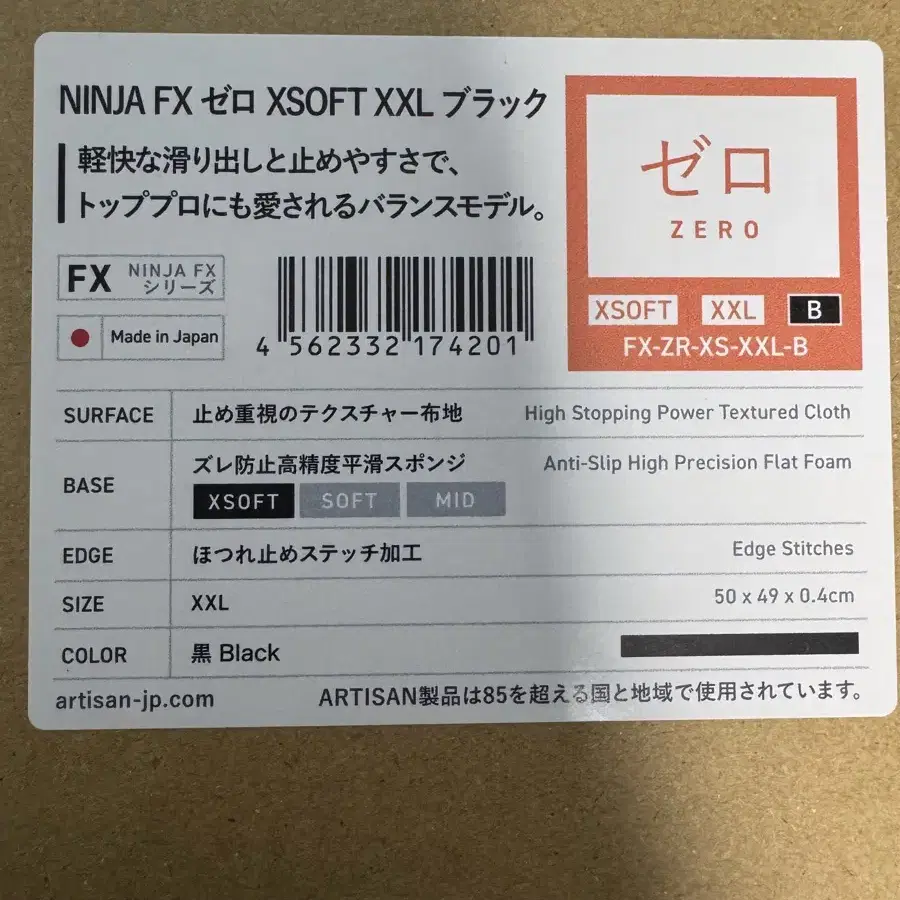 NINJA FX ゼロ XSOFT XXL ブラック
軽快な滑り出しと止めやすさで、
トッププロにも愛されるバランスモデル。
FX NINJA FX シリーズ
Made in Japan
4 562332 174201
ゼロ
ZERO
XSOFT XXL B
FX-ZR-XS-XXL-B
SURFACE 止め重視のテクスチャー布地 High Stopping Power Textured Cloth
BASE ズレ防止高精度平滑スポンジ Anti-Slip High Precision Flat Foam
XSOFT SOFT MID
EDGE ほつれ止めステッチ加工 Edge Stitches
SIZE XXL 50 x 49 x 0.4cm
COLOR 黒 Black
artisan-jp.com ARTISAN製品は85を超える国と地域で使用されています。